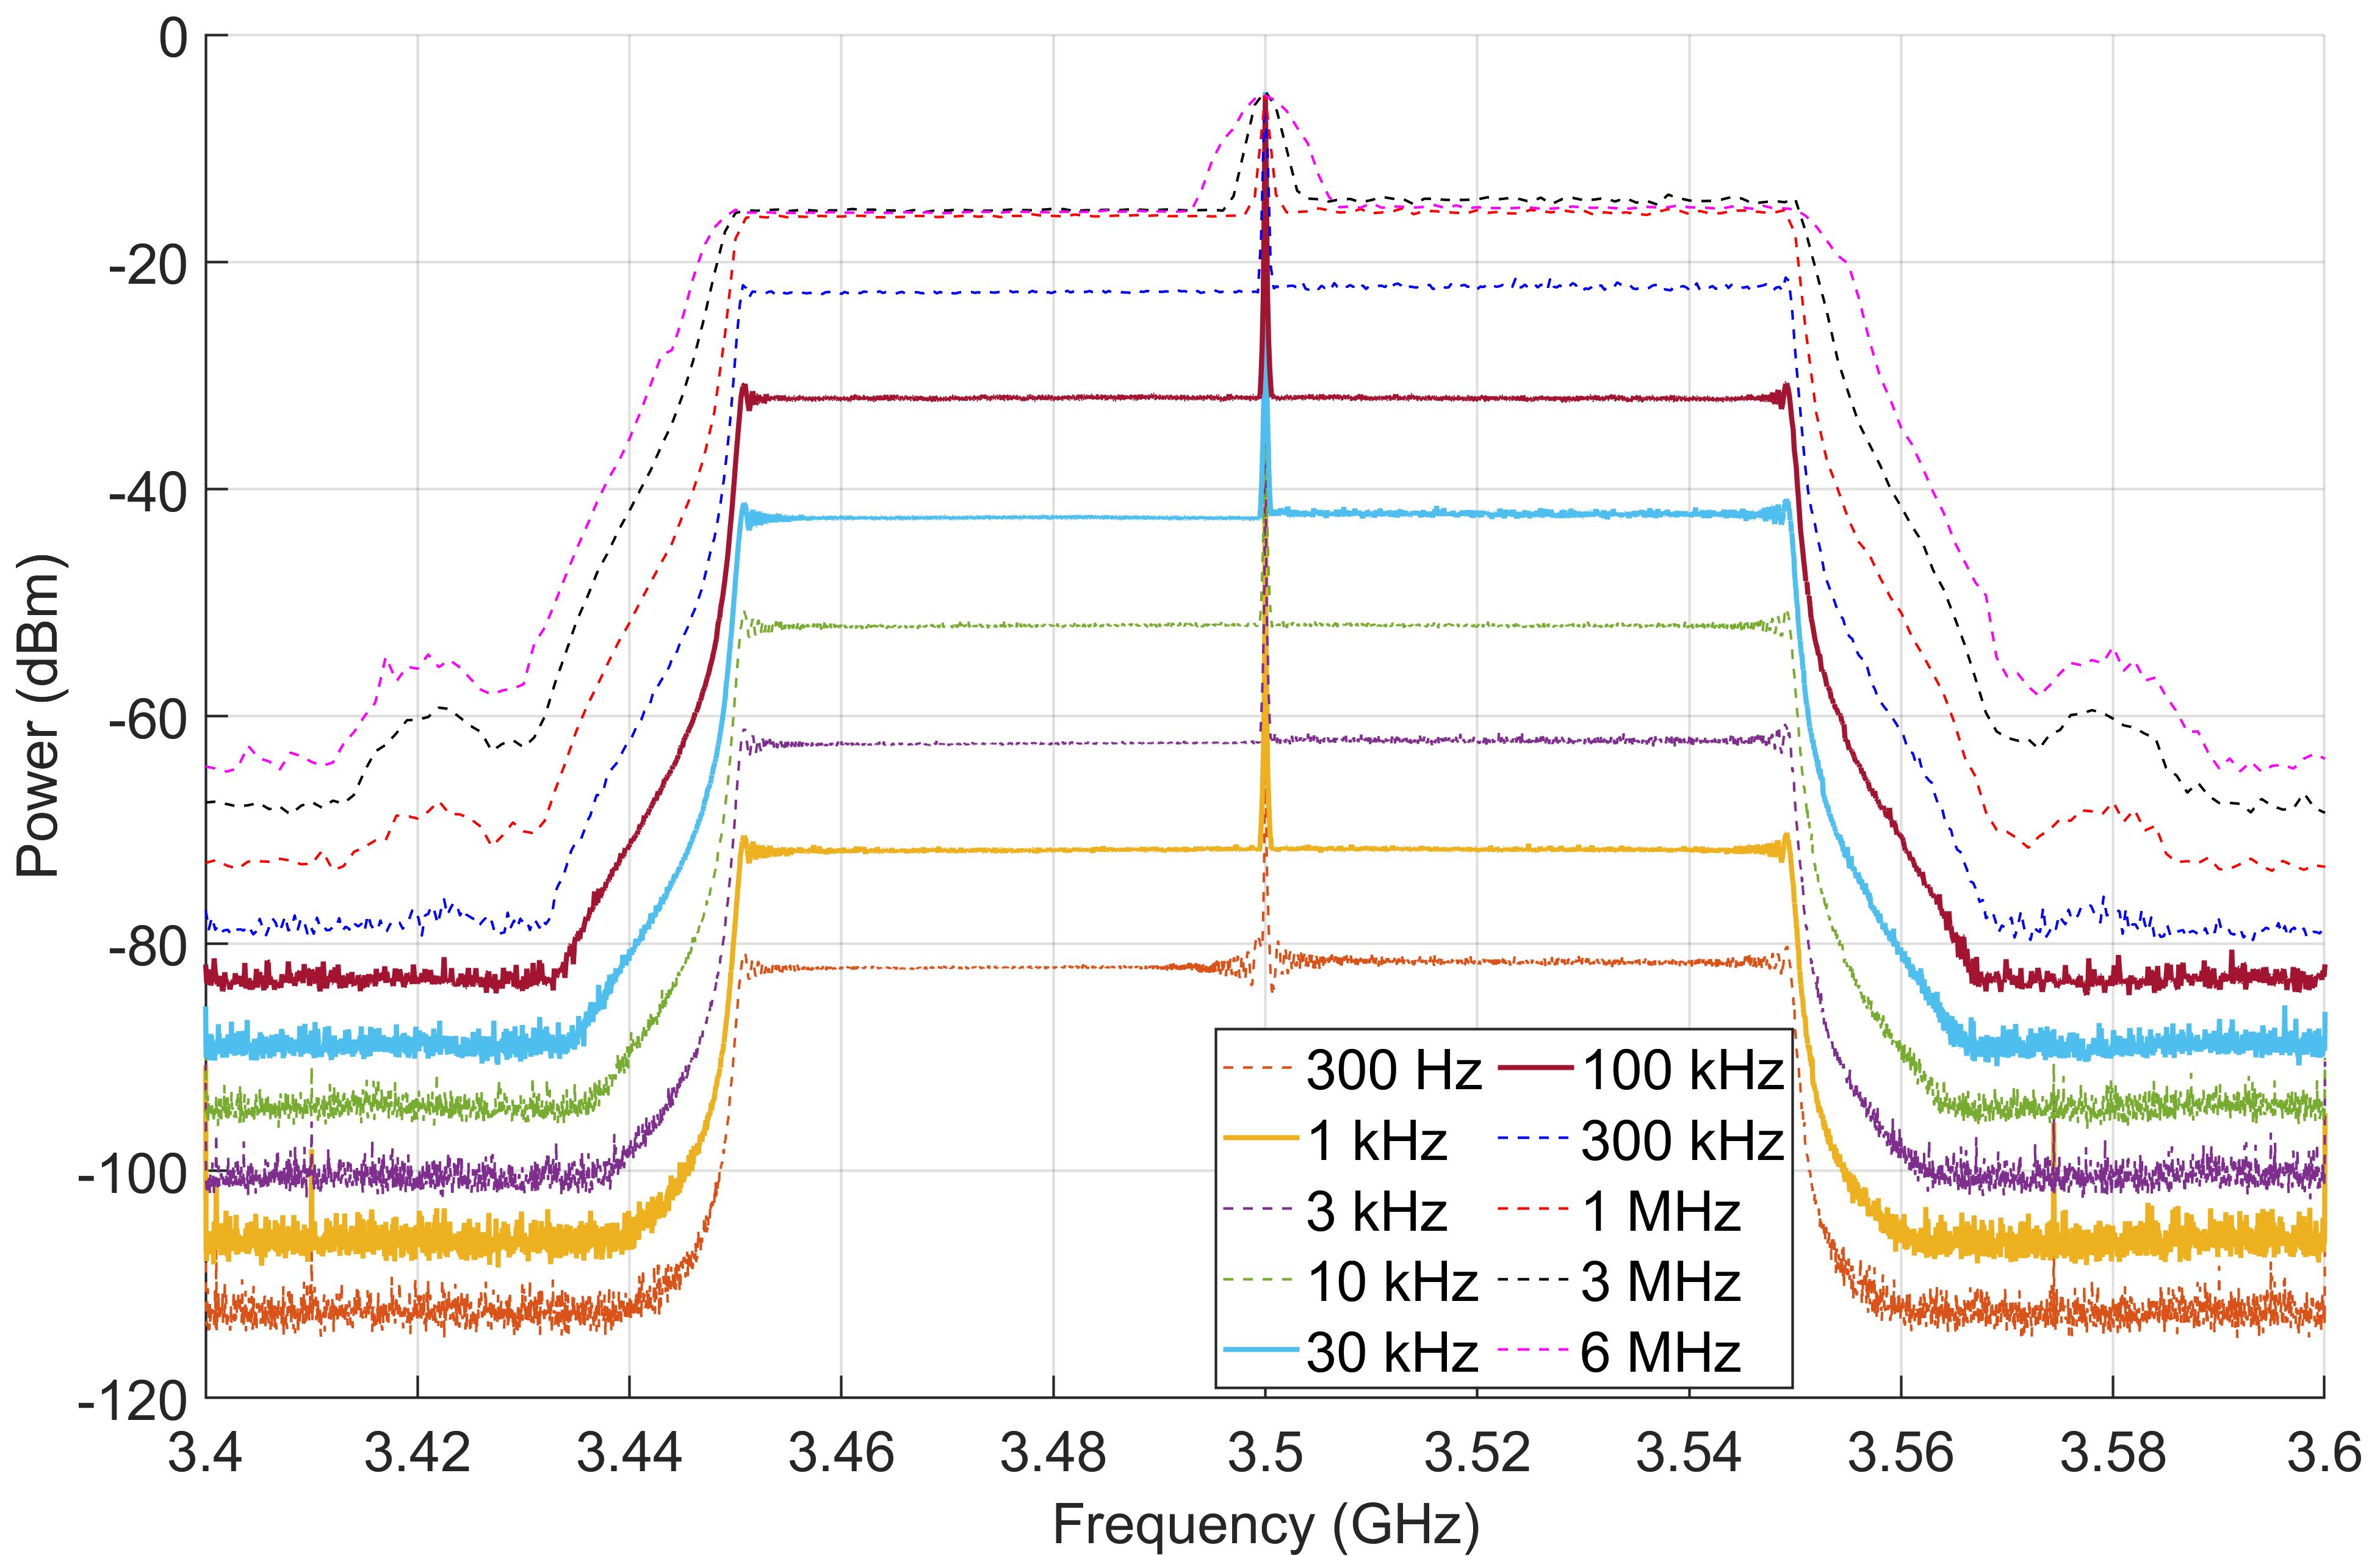 0
-20
-40
-60
-80
-100
-120
Power (dBm)
3.4 3.42 3.44 3.46 3.48 3.5 3.52 3.54 3.56 3.58 3.6
Frequency (GHz)
300 Hz 100 kHz
1 kHz 300 kHz
3 kHz 1 MHz
10 kHz 3 MHz
30 kHz 6 MHz